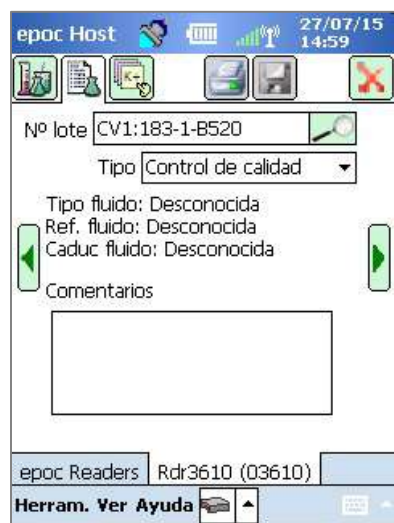 epoc Host 27/07/15
14:59
K+
Nº lote CV1:183-1-B520
Tipo Control de calidad
Tipo fluido: Desconocida
Ref. fluido: Desconocida
Caduc fluido: Desconocida
Comentarios
epoc Readers Rdr3610 (03610)
Herram. Ver Ayuda